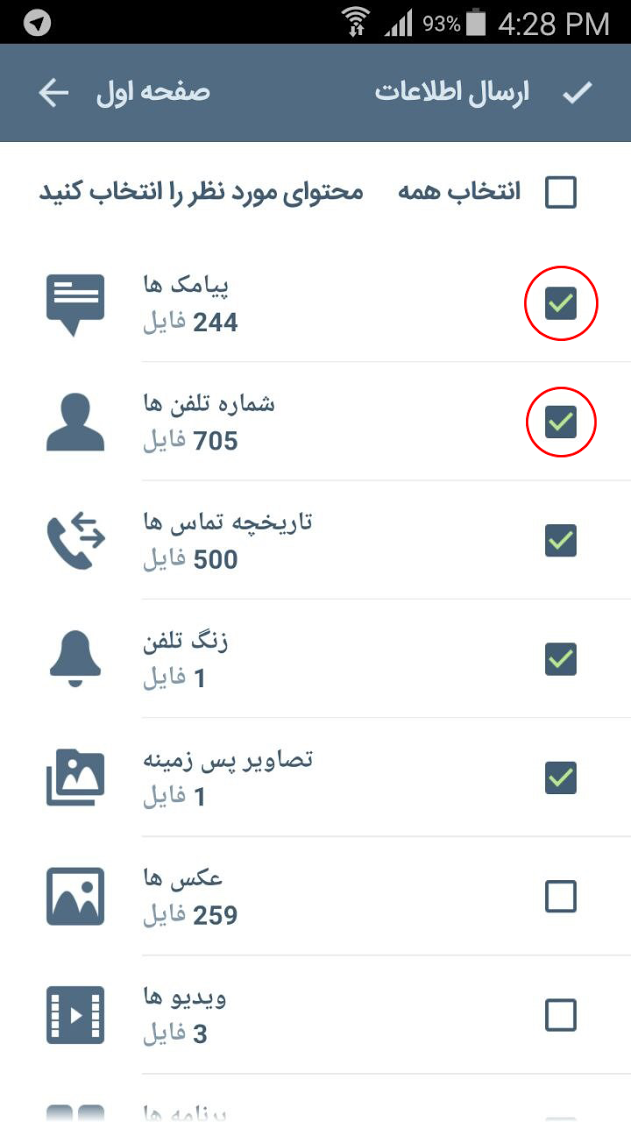 93% 4:28 PM
ارسال اطلاعات صفحه اول
انتخاب همه محتوای مورد نظر را انتخاب کنید
پیامک ها
244 فایل
شماره تلفن ها
705 فایل
تاریخچه تماس ها
500 فایل
زنگ تلفن
1 فایل
تصاویر پس زمینه
1 فایل
عکس ها
259 فایل
ویدیو ها
3 فایل
برنامه ها